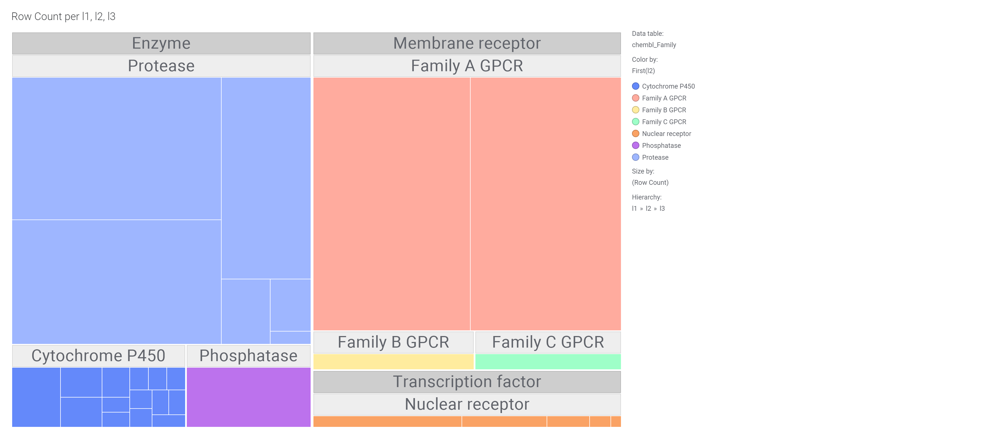 Row Count per l1, l2, l3
Enzyme
Protease
Cytochrome P450
Phosphatase
Membrane receptor
Family A GPCR
Family B GPCR
Family C GPCR
Transcription factor
Nuclear receptor
Data table:
chembl_Family
Color by:
First(l2)
Cytochrome P450
Family A GPCR
Family B GPCR
Family C GPCR
Nuclear receptor
Phosphatase
Protease
Size by:
(Row Count)
Hierarchy:
l1 » l2 » l3